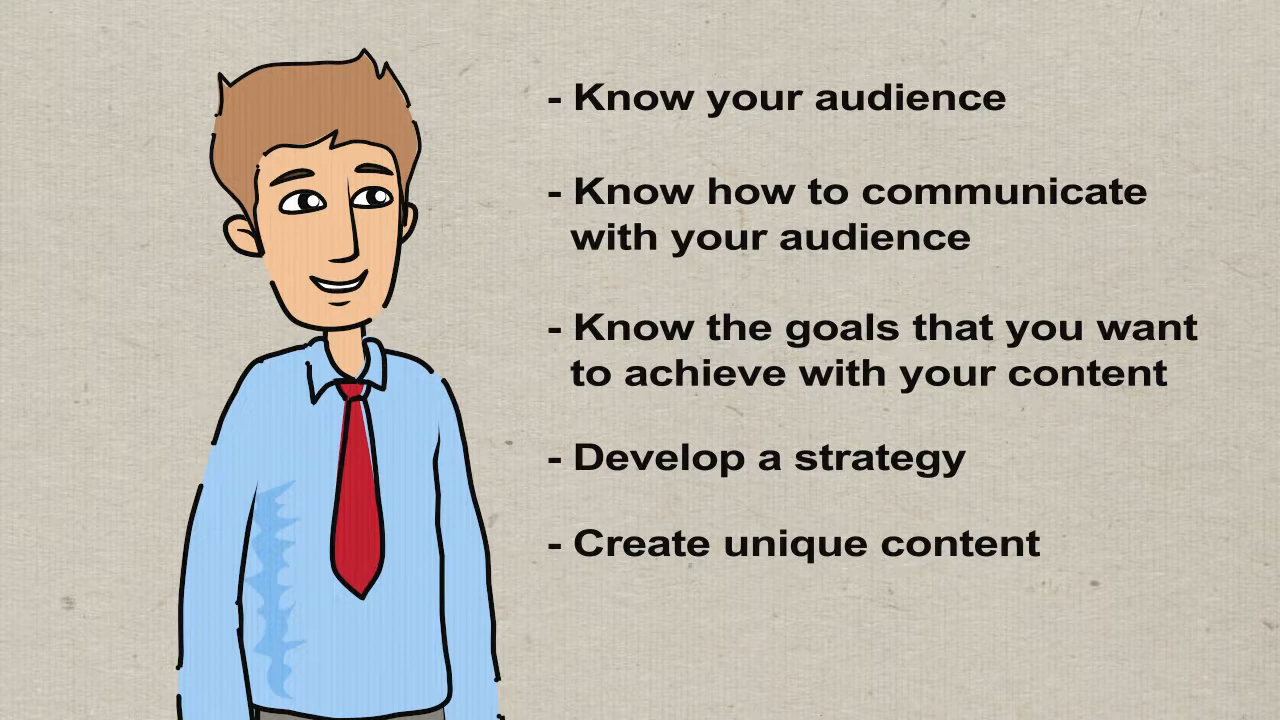 - Know your audience
- Know how to communicate
with your audience
- Know the goals that you want
to achieve with your content
- Develop a strategy
- Create unique content